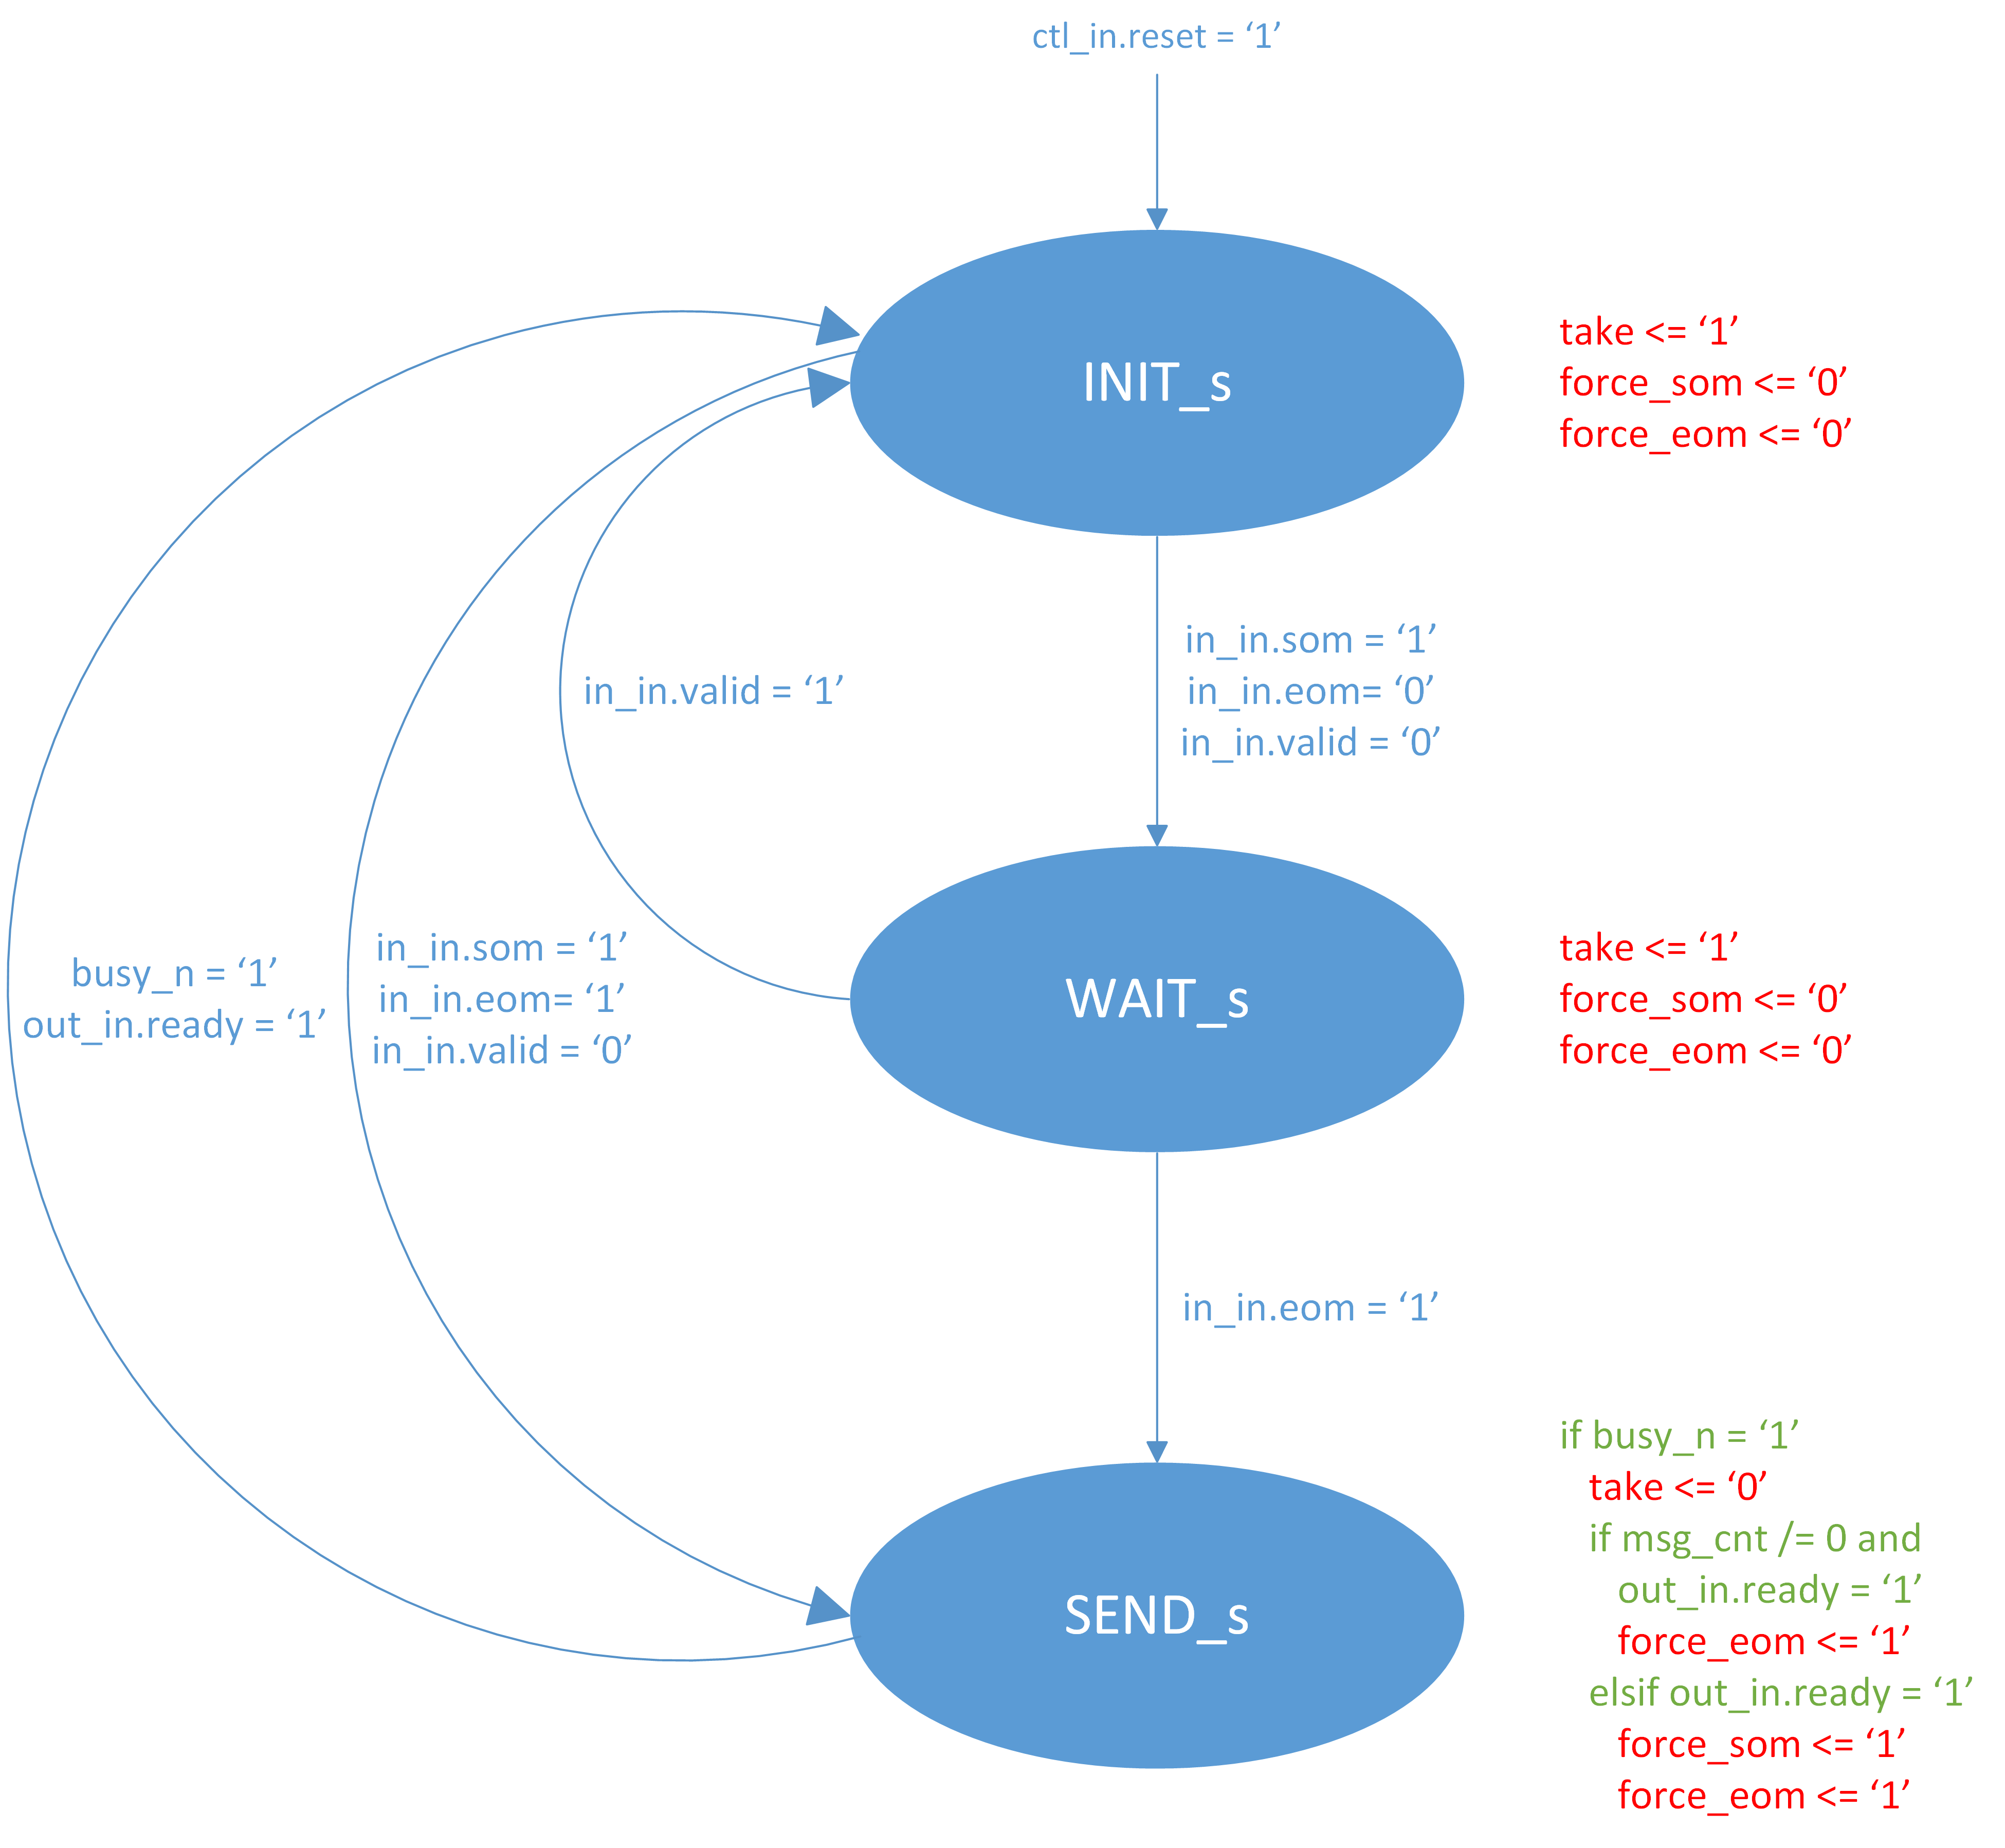 ctl_in.reset = ‘1’
INIT_s
take <= ‘1’
force_som <= ‘0’
force_eom <= ‘0’
in_in.som = ‘1’
in_in.eom= ‘0’
in_in.valid = ‘0’
in_in.valid = ‘1’
busy_n = ‘1’
out_in.ready = ‘1’
in_in.som = ‘1’
in_in.eom= ‘1’
in_in.valid = ‘0’
WAIT_s
take <= ‘1’
force_som <= ‘0’
force_eom <= ‘0’
in_in.eom = ‘1’
SEND_s
if busy_n = ‘1’
take <= ‘0’
if msg_cnt /= 0 and
out_in.ready = ‘1’
force_eom <= ‘1’
elsif out_in.ready = ‘1’
force_som <= ‘1’
force_eom <= ‘1’